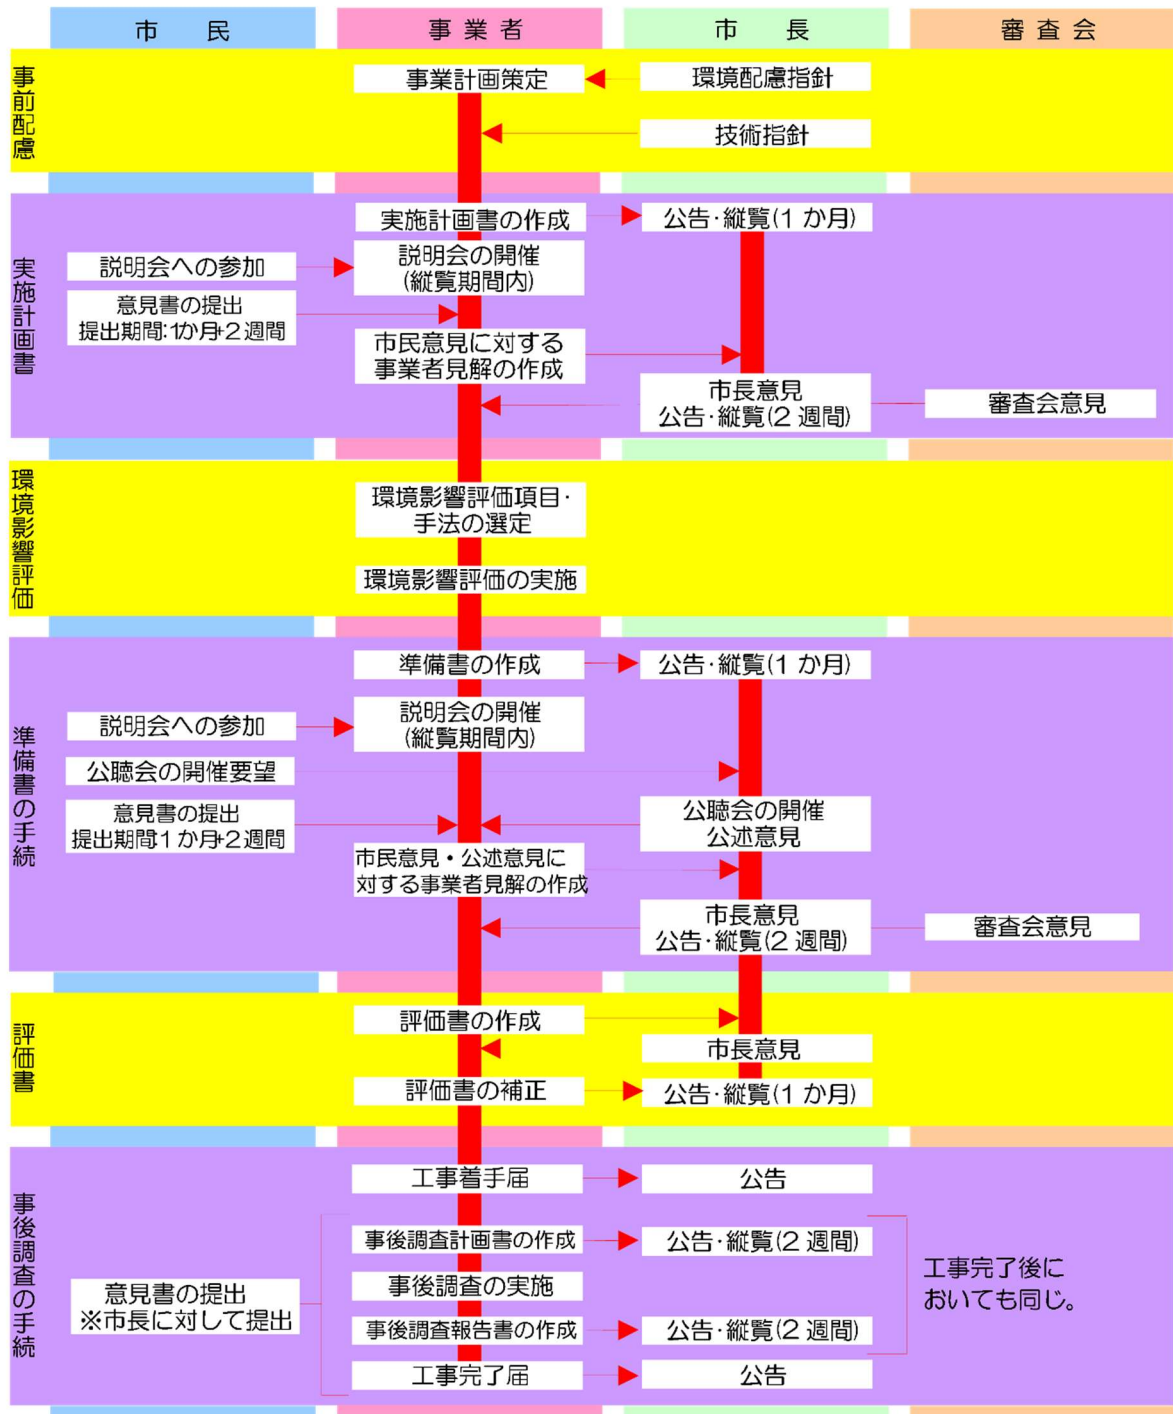 市 民
事 業 者
市 長
審 査 会
事前配慮
事業計画策定
環境配慮指針
技術指針
実施計画書
実施計画書の作成
公告・縦覧(1 か月)
説明会への参加
説明会の開催
(縦覧期間内)
意見書の提出
提出期間:1か月+2 週間
市民意見に対する
事業者見解の作成
市長意見
公告・縦覧(2 週間)
審査会意見
環境影響評価
環境影響評価項目・
手法の選定
環境影響評価の実施
準備書の手続
準備書の作成
公告・縦覧(1 か月)
説明会への参加
説明会の開催
(縦覧期間内)
公聴会の開催要望
意見書の提出
提出期間:1 か月+2 週間
公聴会の開催
公述意見
市民意見・公述意見に
対する事業者見解の作成
市長意見
公告・縦覧(2 週間)
審査会意見
評価書
評価書の作成
市長意見
評価書の補正
公告・縦覧(1 か月)
事後調査の手続
工事着手届
公告
事後調査計画書の作成
公告・縦覧(2 週間)
意見書の提出
※市長に対して提出
事後調査の実施
工事完了後に
おいても同じ。
事後調査報告書の作成
公告・縦覧(2 週間)
工事完了届
公告